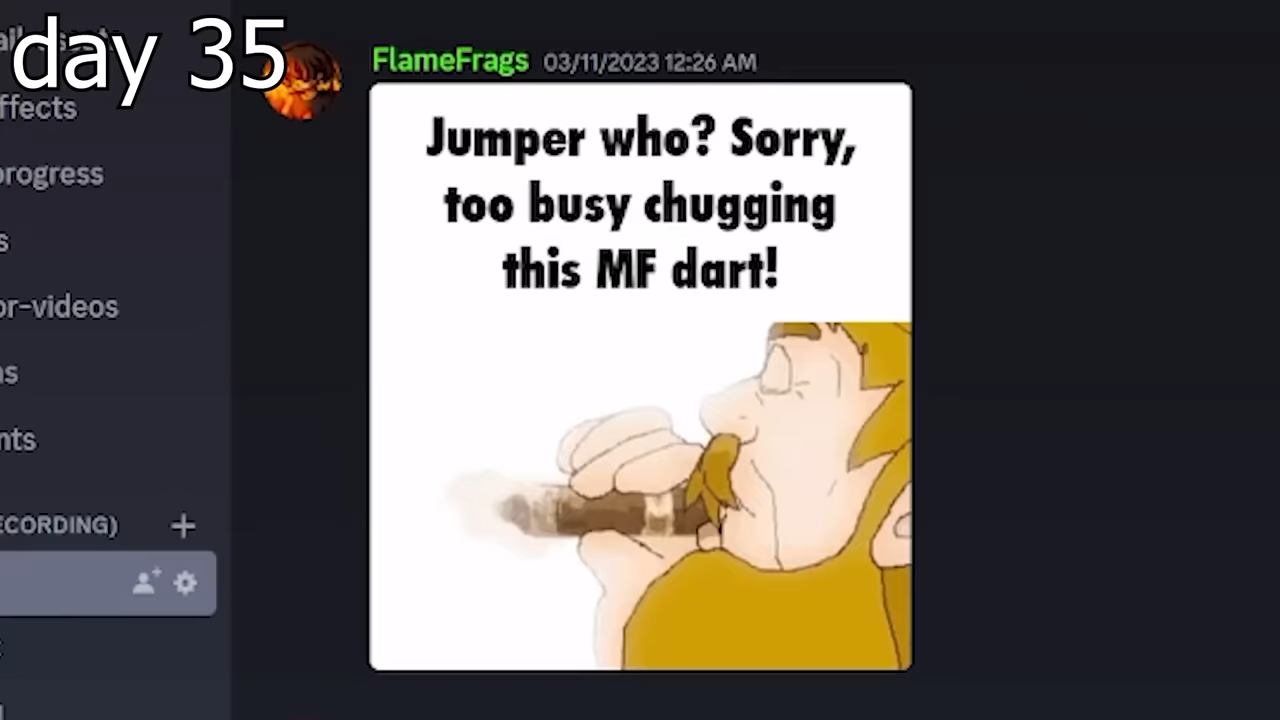 day 35
FlameFrags 03/11/2023 12:26 AM
Jumper who? Sorry,
too busy chugging
this MF dart!
ffects
progress
s
or-videos
ns
nts
ECORDING) +